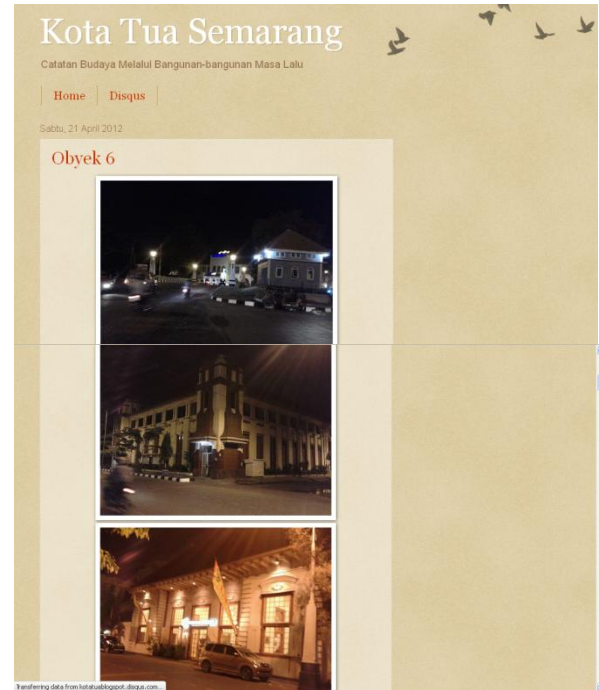 Kota Tua Semarang
Catatan Budaya Melalui Bangunan-bangunan Masa Lalu
Home
Disqus
Sabtu, 21 April 2012
Obyek 6
Transferring data from kotatuablogspot.disqus.com...